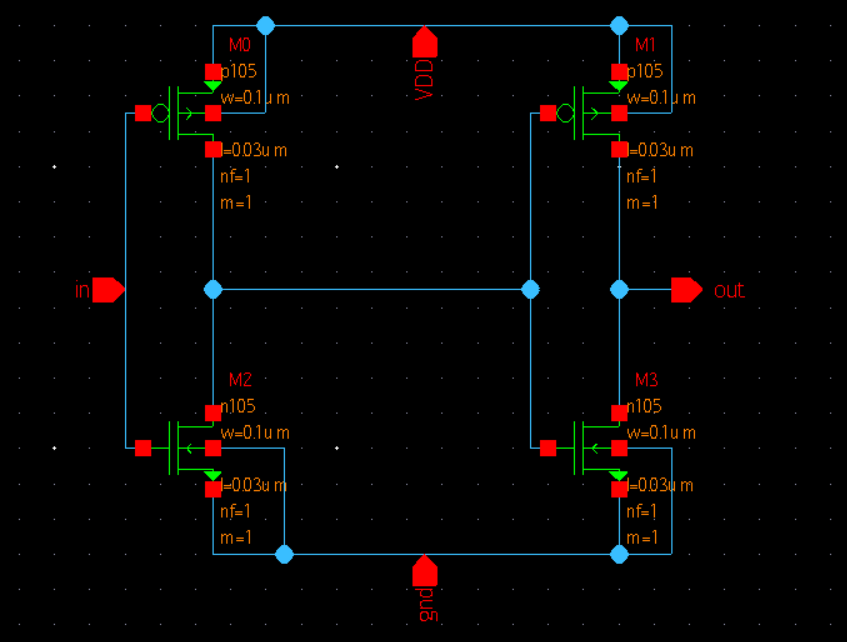 M0
p105
w=0.1u m
l=0.03u m
nf=1
m=1
VDD
M1
p105
w=0.1u m
l=0.03u m
nf=1
m=1
in
out
M2
n105
w=0.1u m
l=0.03u m
nf=1
m=1
M3
n105
w=0.1u m
l=0.03u m
nf=1
m=1
gnd